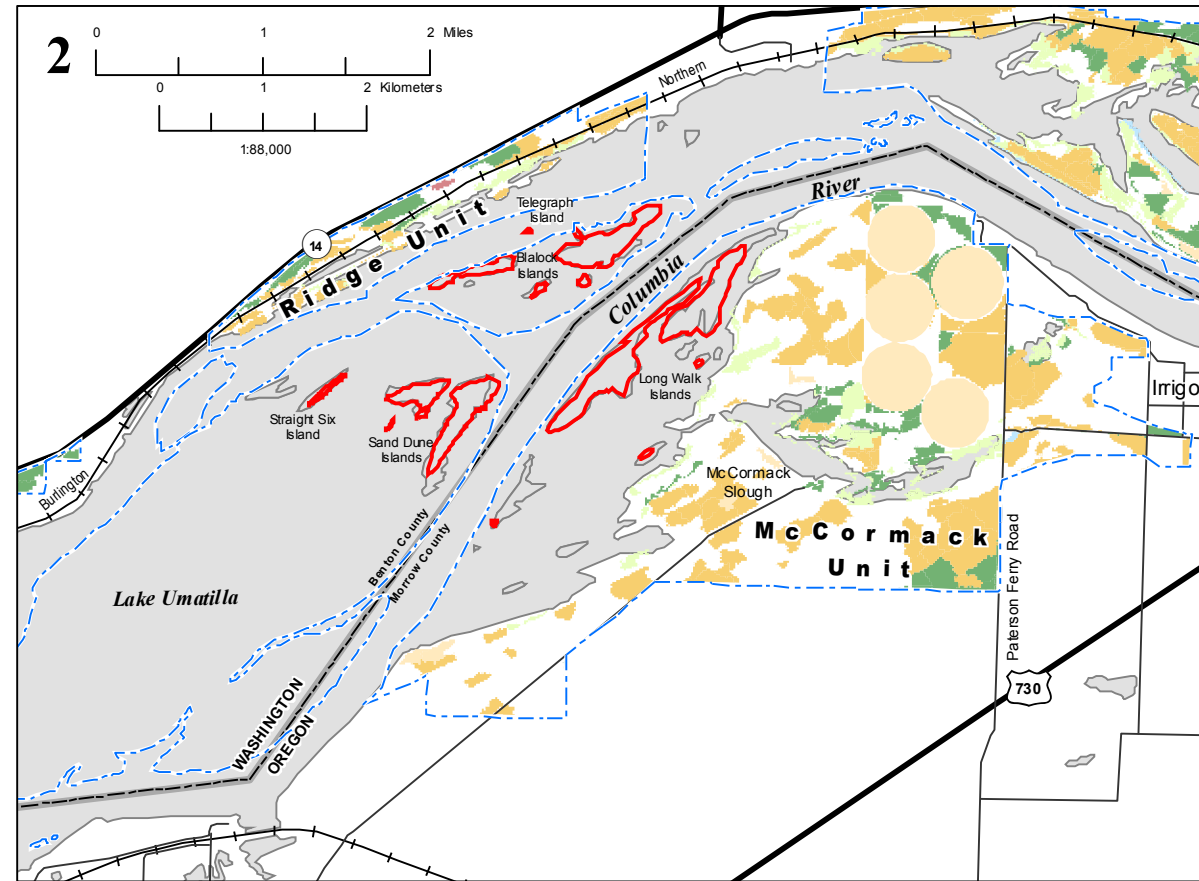 2
0 1 2 Miles
0 1 2 Kilometers
1:88,000
Northern
14
Ridge Unit
Telegraph
Island
Blalock
Islands
Columbia
River
Long Walk
Islands
Straight Six
Island
Sand Dune
Islands
Irrigo
Burlington
McCormack
Slough
McCormack
Unit
Benton County
Morrow County
Lake Umatilla
Paterson Ferry Road
730
WASHINGTON
OREGON